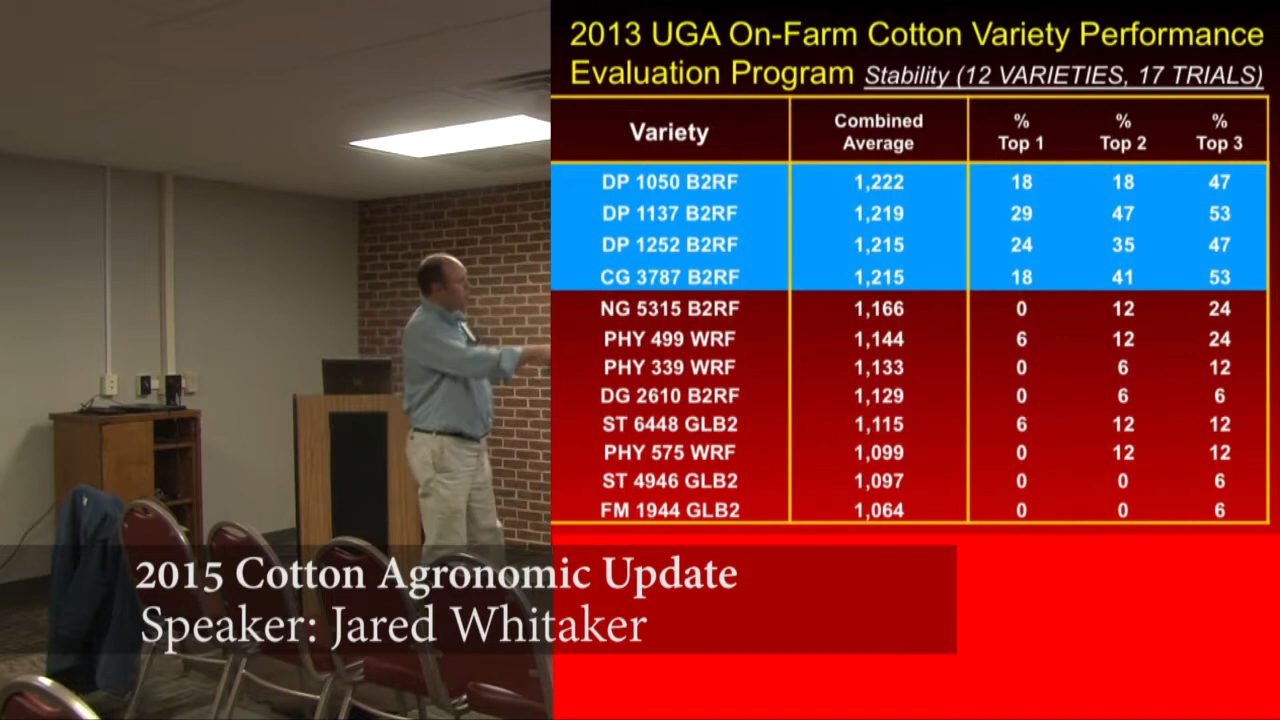 2013 UGA On-Farm Cotton Variety Performance
Evaluation Program Stability (12 VARIETIES, 17 TRIALS)
Variety Combined Average % Top 1 % Top 2 % Top 3
DP 1050 B2RF 1,222 18 18 47
DP 1137 B2RF 1,219 29 47 53
DP 1252 B2RF 1,215 24 35 47
CG 3787 B2RF 1,215 18 41 53
NG 5315 B2RF 1,166 0 12 24
PHY 499 WRF 1,144 6 12 24
PHY 339 WRF 1,133 0 6 12
DG 2610 B2RF 1,129 0 6 6
ST 6448 GLB2 1,115 6 12 12
PHY 575 WRF 1,099 0 12 12
ST 4946 GLB2 1,097 0 0 6
FM 1944 GLB2 1,064 0 0 6
2015 Cotton Agronomic Update
Speaker: Jared Whitaker